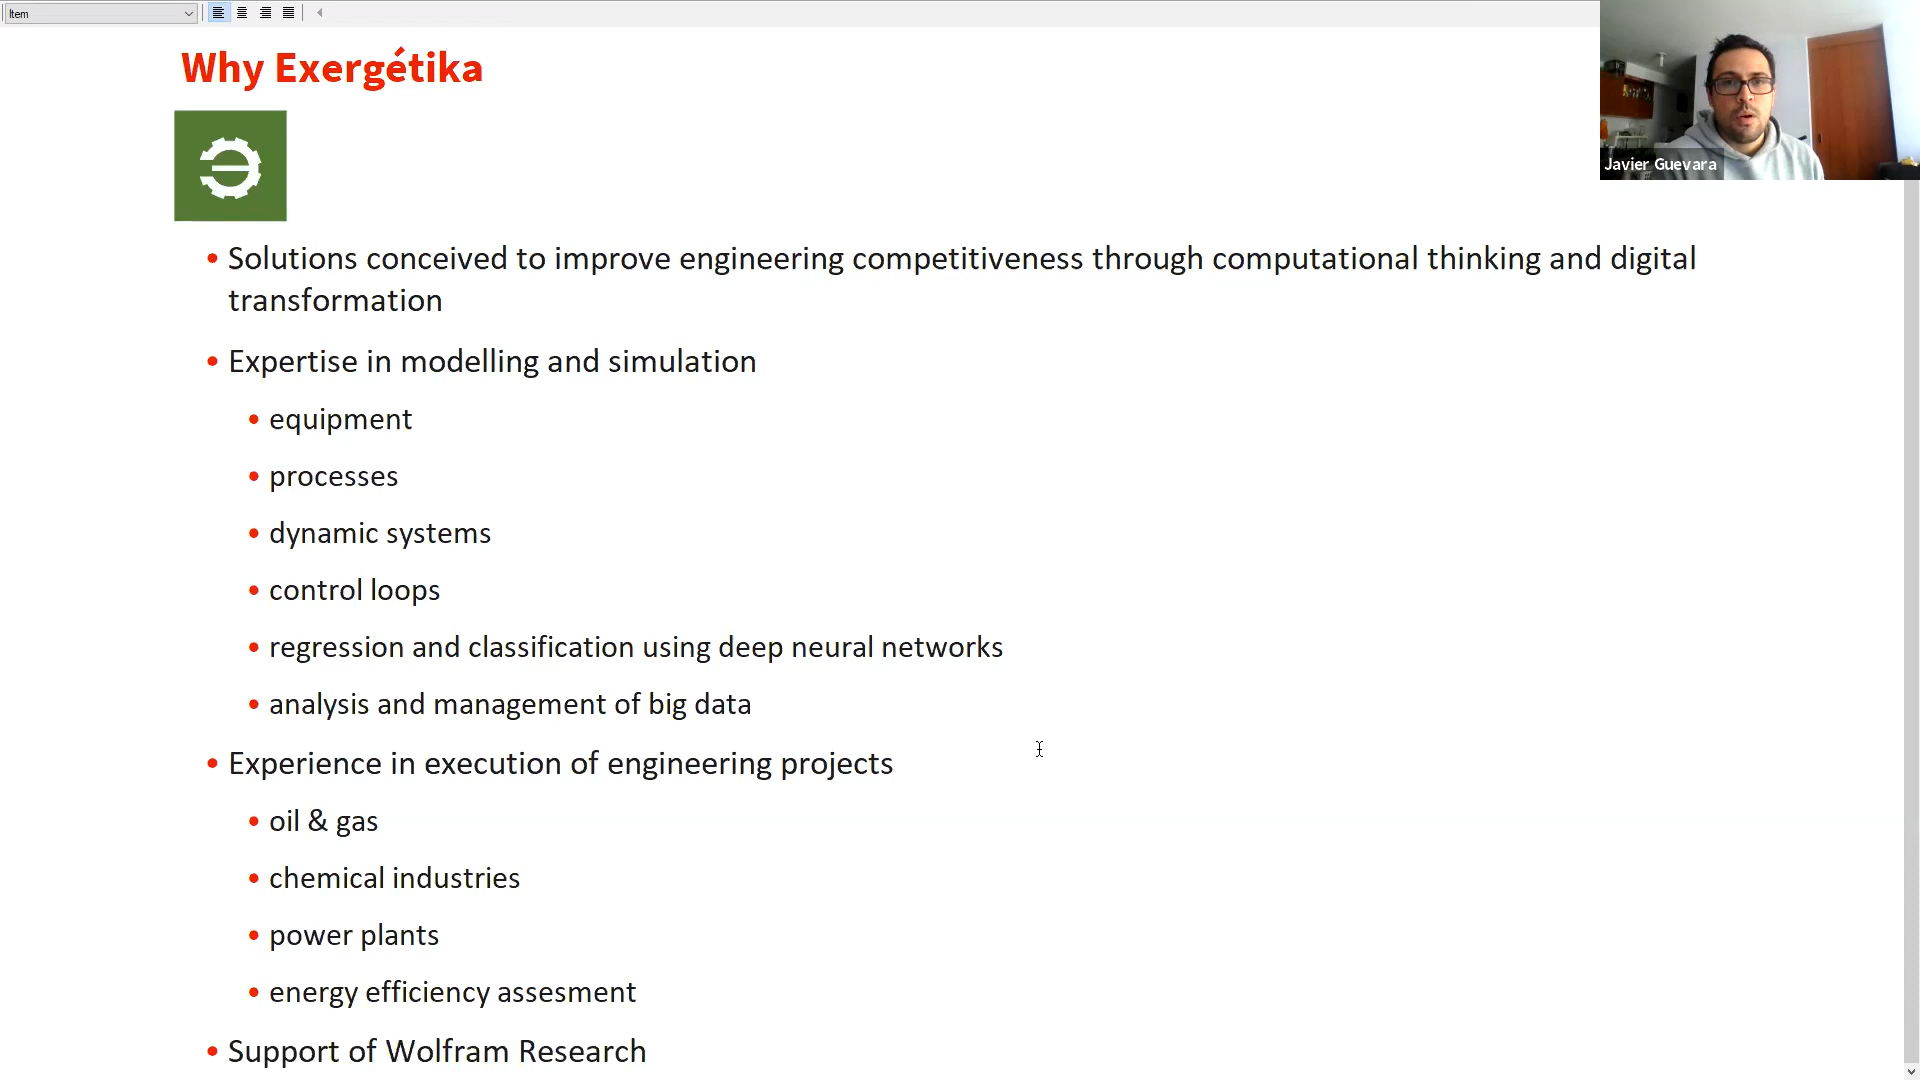 Item
Why Exergétika
Javier Guevara
• Solutions conceived to improve engineering competitiveness through computational thinking and digital
transformation
• Expertise in modelling and simulation
• equipment
• processes
• dynamic systems
• control loops
• regression and classification using deep neural networks
• analysis and management of big data
• Experience in execution of engineering projects
• oil & gas
• chemical industries
• power plants
• energy efficiency assesment
• Support of Wolfram Research